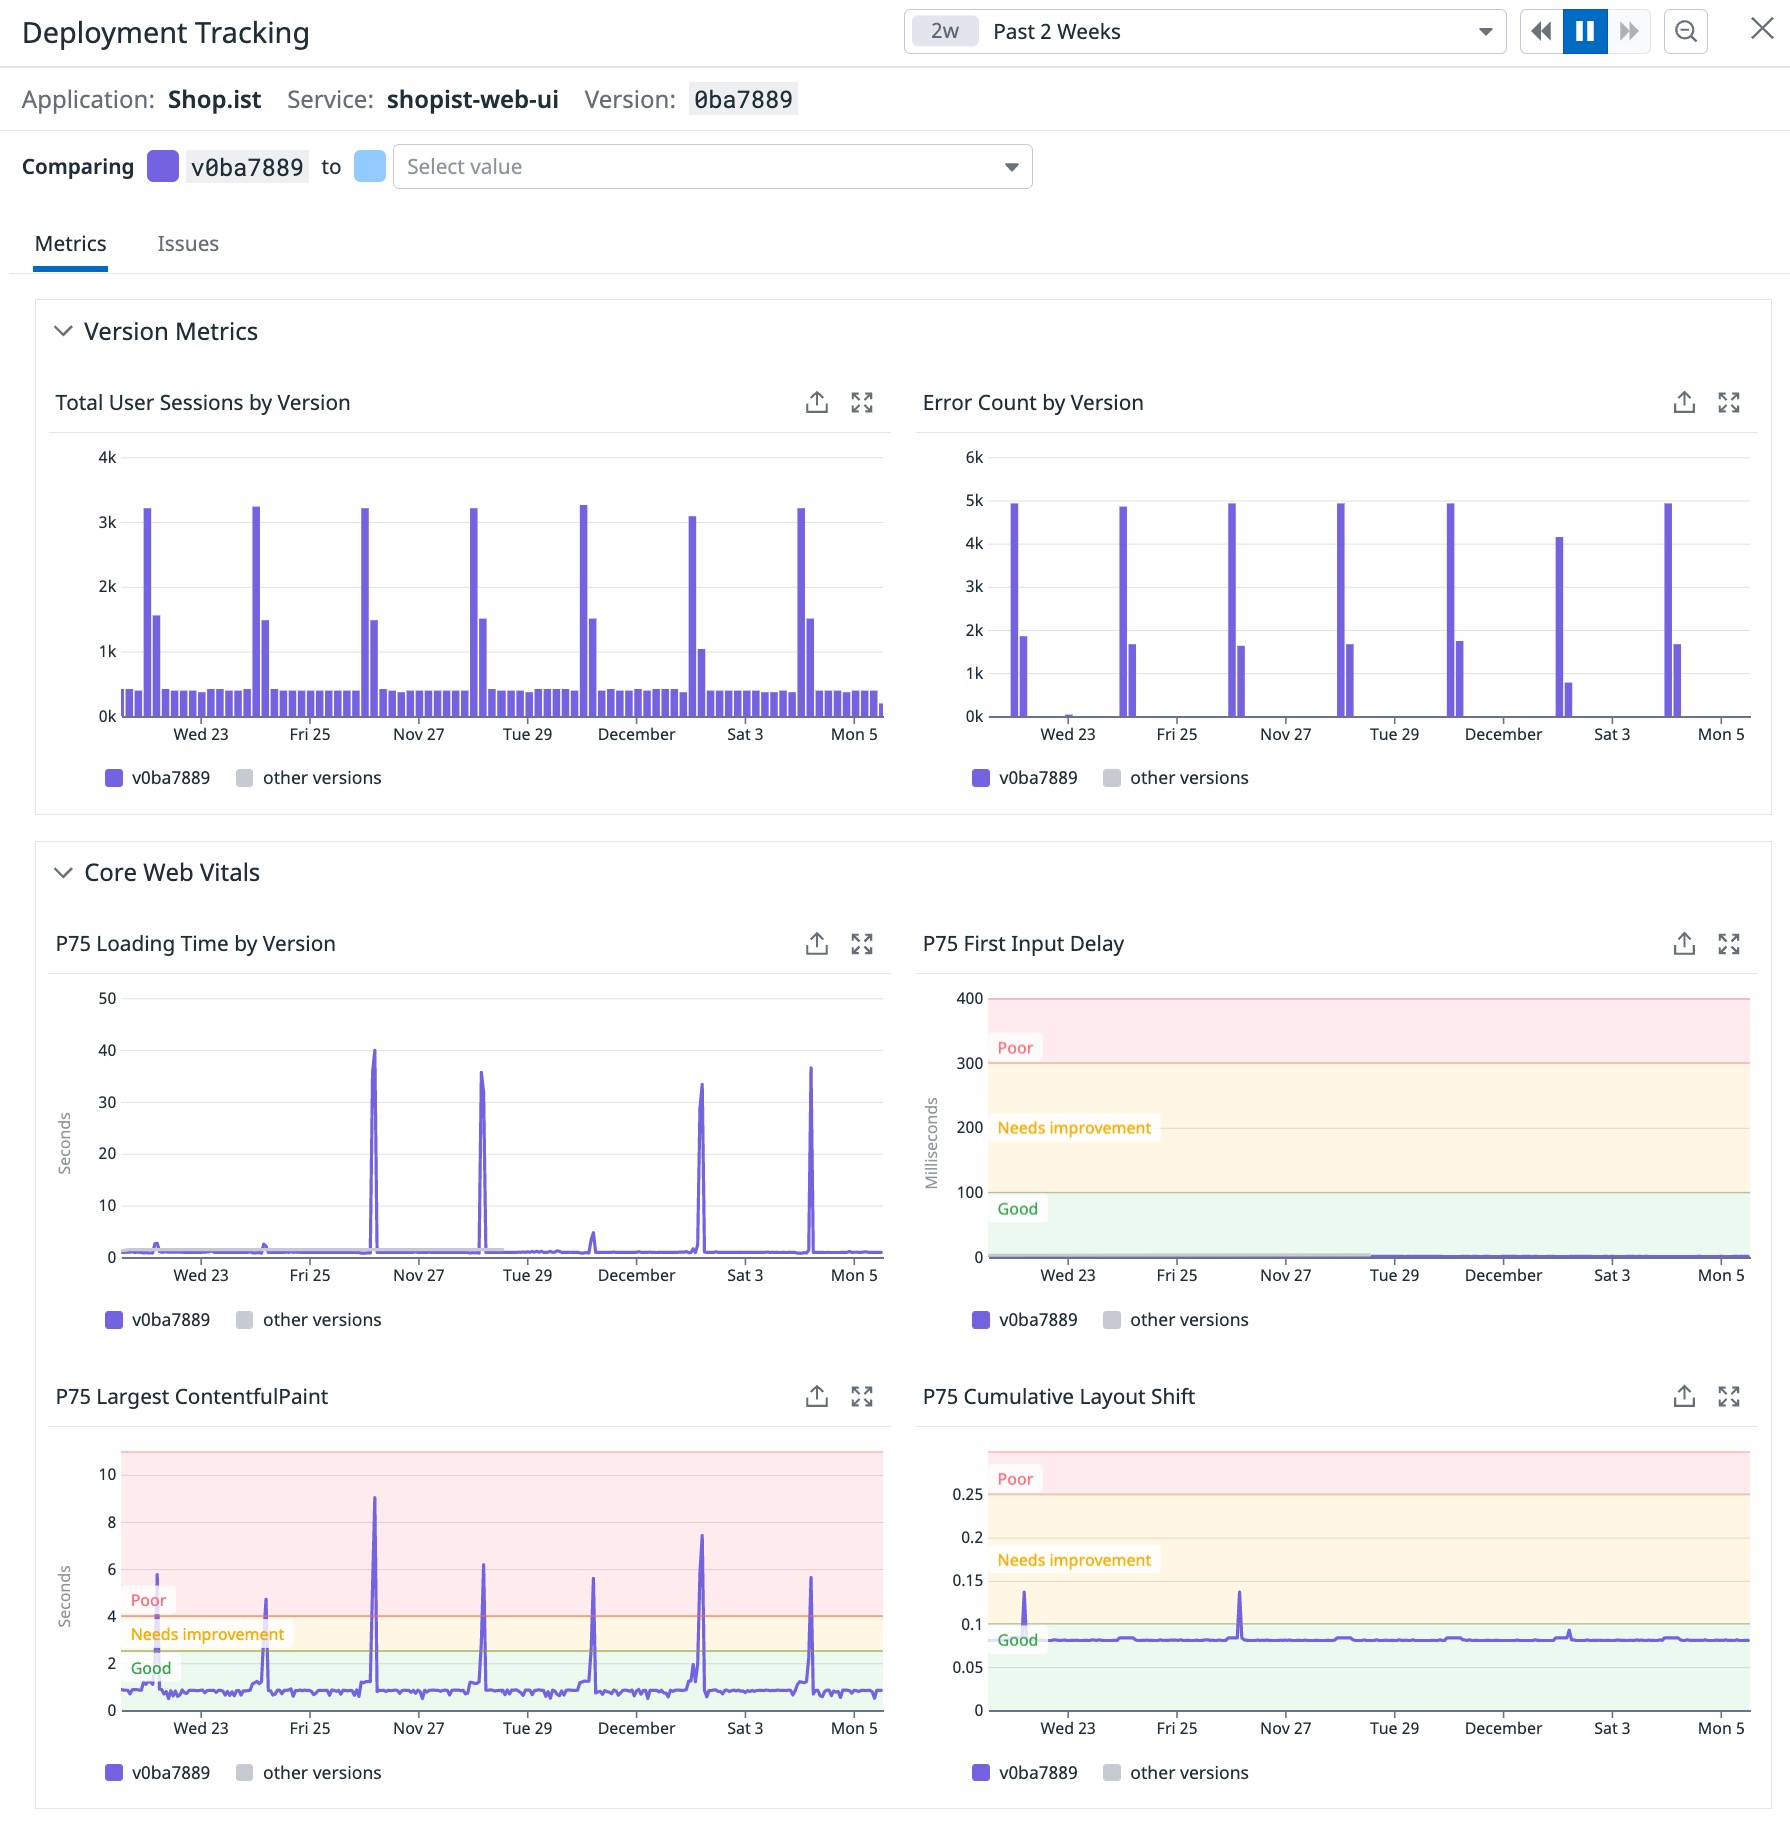 Deployment Tracking
2w Past 2 Weeks
Application: Shop.ist Service: shopist-web-ui Version: 0ba7889
Comparing v0ba7889 to Select value
Metrics Issues
Version Metrics
Total User Sessions by Version
4k
3k
2k
1k
0k
Wed 23 Fri 25 Nov 27 Tue 29 December Sat 3 Mon 5
v0ba7889 other versions
Error Count by Version
6k
5k
4k
3k
2k
1k
0k
Wed 23 Fri 25 Nov 27 Tue 29 December Sat 3 Mon 5
v0ba7889 other versions
Core Web Vitals
P75 Loading Time by Version
Seconds
50
40
30
20
10
0
Wed 23 Fri 25 Nov 27 Tue 29 December Sat 3 Mon 5
v0ba7889 other versions
P75 First Input Delay
Milliseconds
400
Poor
300
200 Needs improvement
100
Good
0
Wed 23 Fri 25 Nov 27 Tue 29 December Sat 3 Mon 5
v0ba7889 other versions
P75 Largest ContentfulPaint
Seconds
10
8
6
Poor
4
Needs improvement
2 Good
0
Wed 23 Fri 25 Nov 27 Tue 29 December Sat 3 Mon 5
v0ba7889 other versions
P75 Cumulative Layout Shift
Poor
0.25
0.2
Needs improvement
0.15
0.1
Good
0.05
0
Wed 23 Fri 25 Nov 27 Tue 29 December Sat 3 Mon 5
v0ba7889 other versions